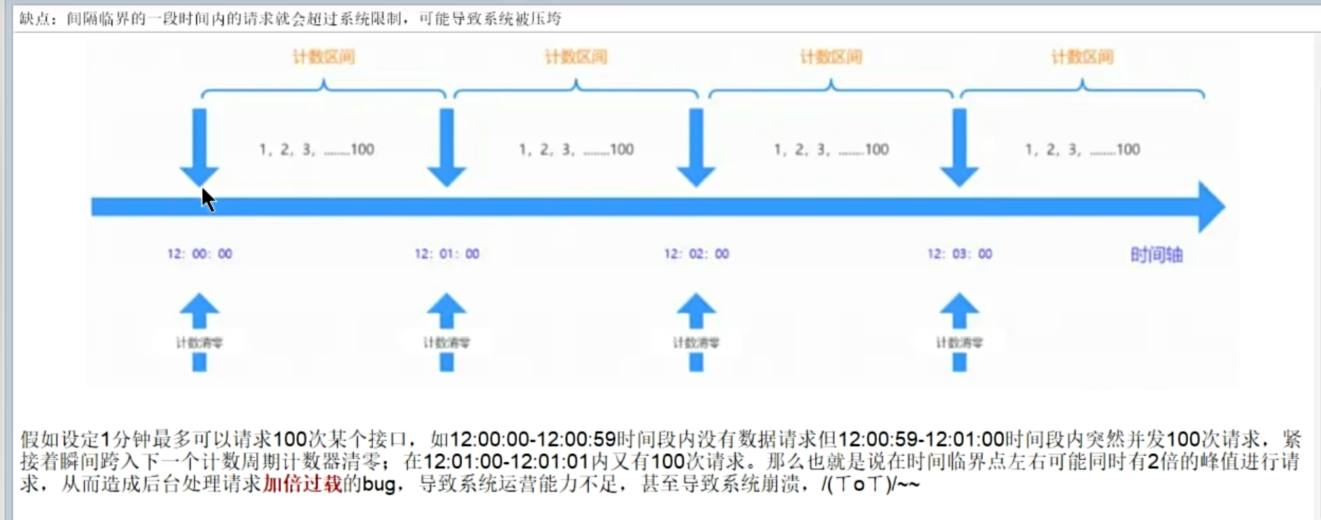 缺点：间隔临界的一段时间内的请求就会超过系统限制，可能导致系统被压垮
计数区间 计数区间 计数区间 计数区间
1, 2, 3, .......100 1, 2, 3, .......100 1, 2, 3, .......100 1, 2, 3, .......100
12: 00: 00 12: 01: 00 12: 02: 00 12: 03: 00 时间轴
计数清零 计数清零 计数清零 计数清零
假如设定1分钟最多可以请求100次某个接口，如12:00:00-12:00:59时间段内没有数据请求但12:00:59-12:01:00时间段内突然并发100次请求，紧
接着瞬间跨入下一个计数周期计数器清零；在12:01:00-12:01:01内又有100次请求。那么也就是说在时间临界点左右可能同时有2倍的峰值进行请
求，从而造成后台处理请求加倍过载的bug，导致系统运营能力不足，甚至导致系统崩溃，/(ㄒoㄒ)/~~